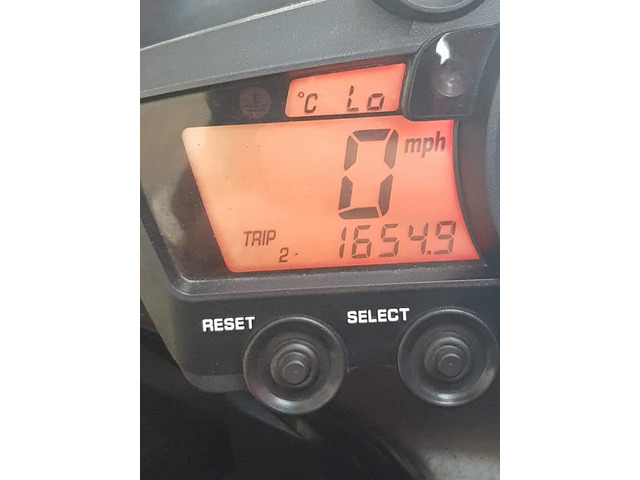 °C Lo
0 mph
TRIP 2 1654.9
RESET SELECT